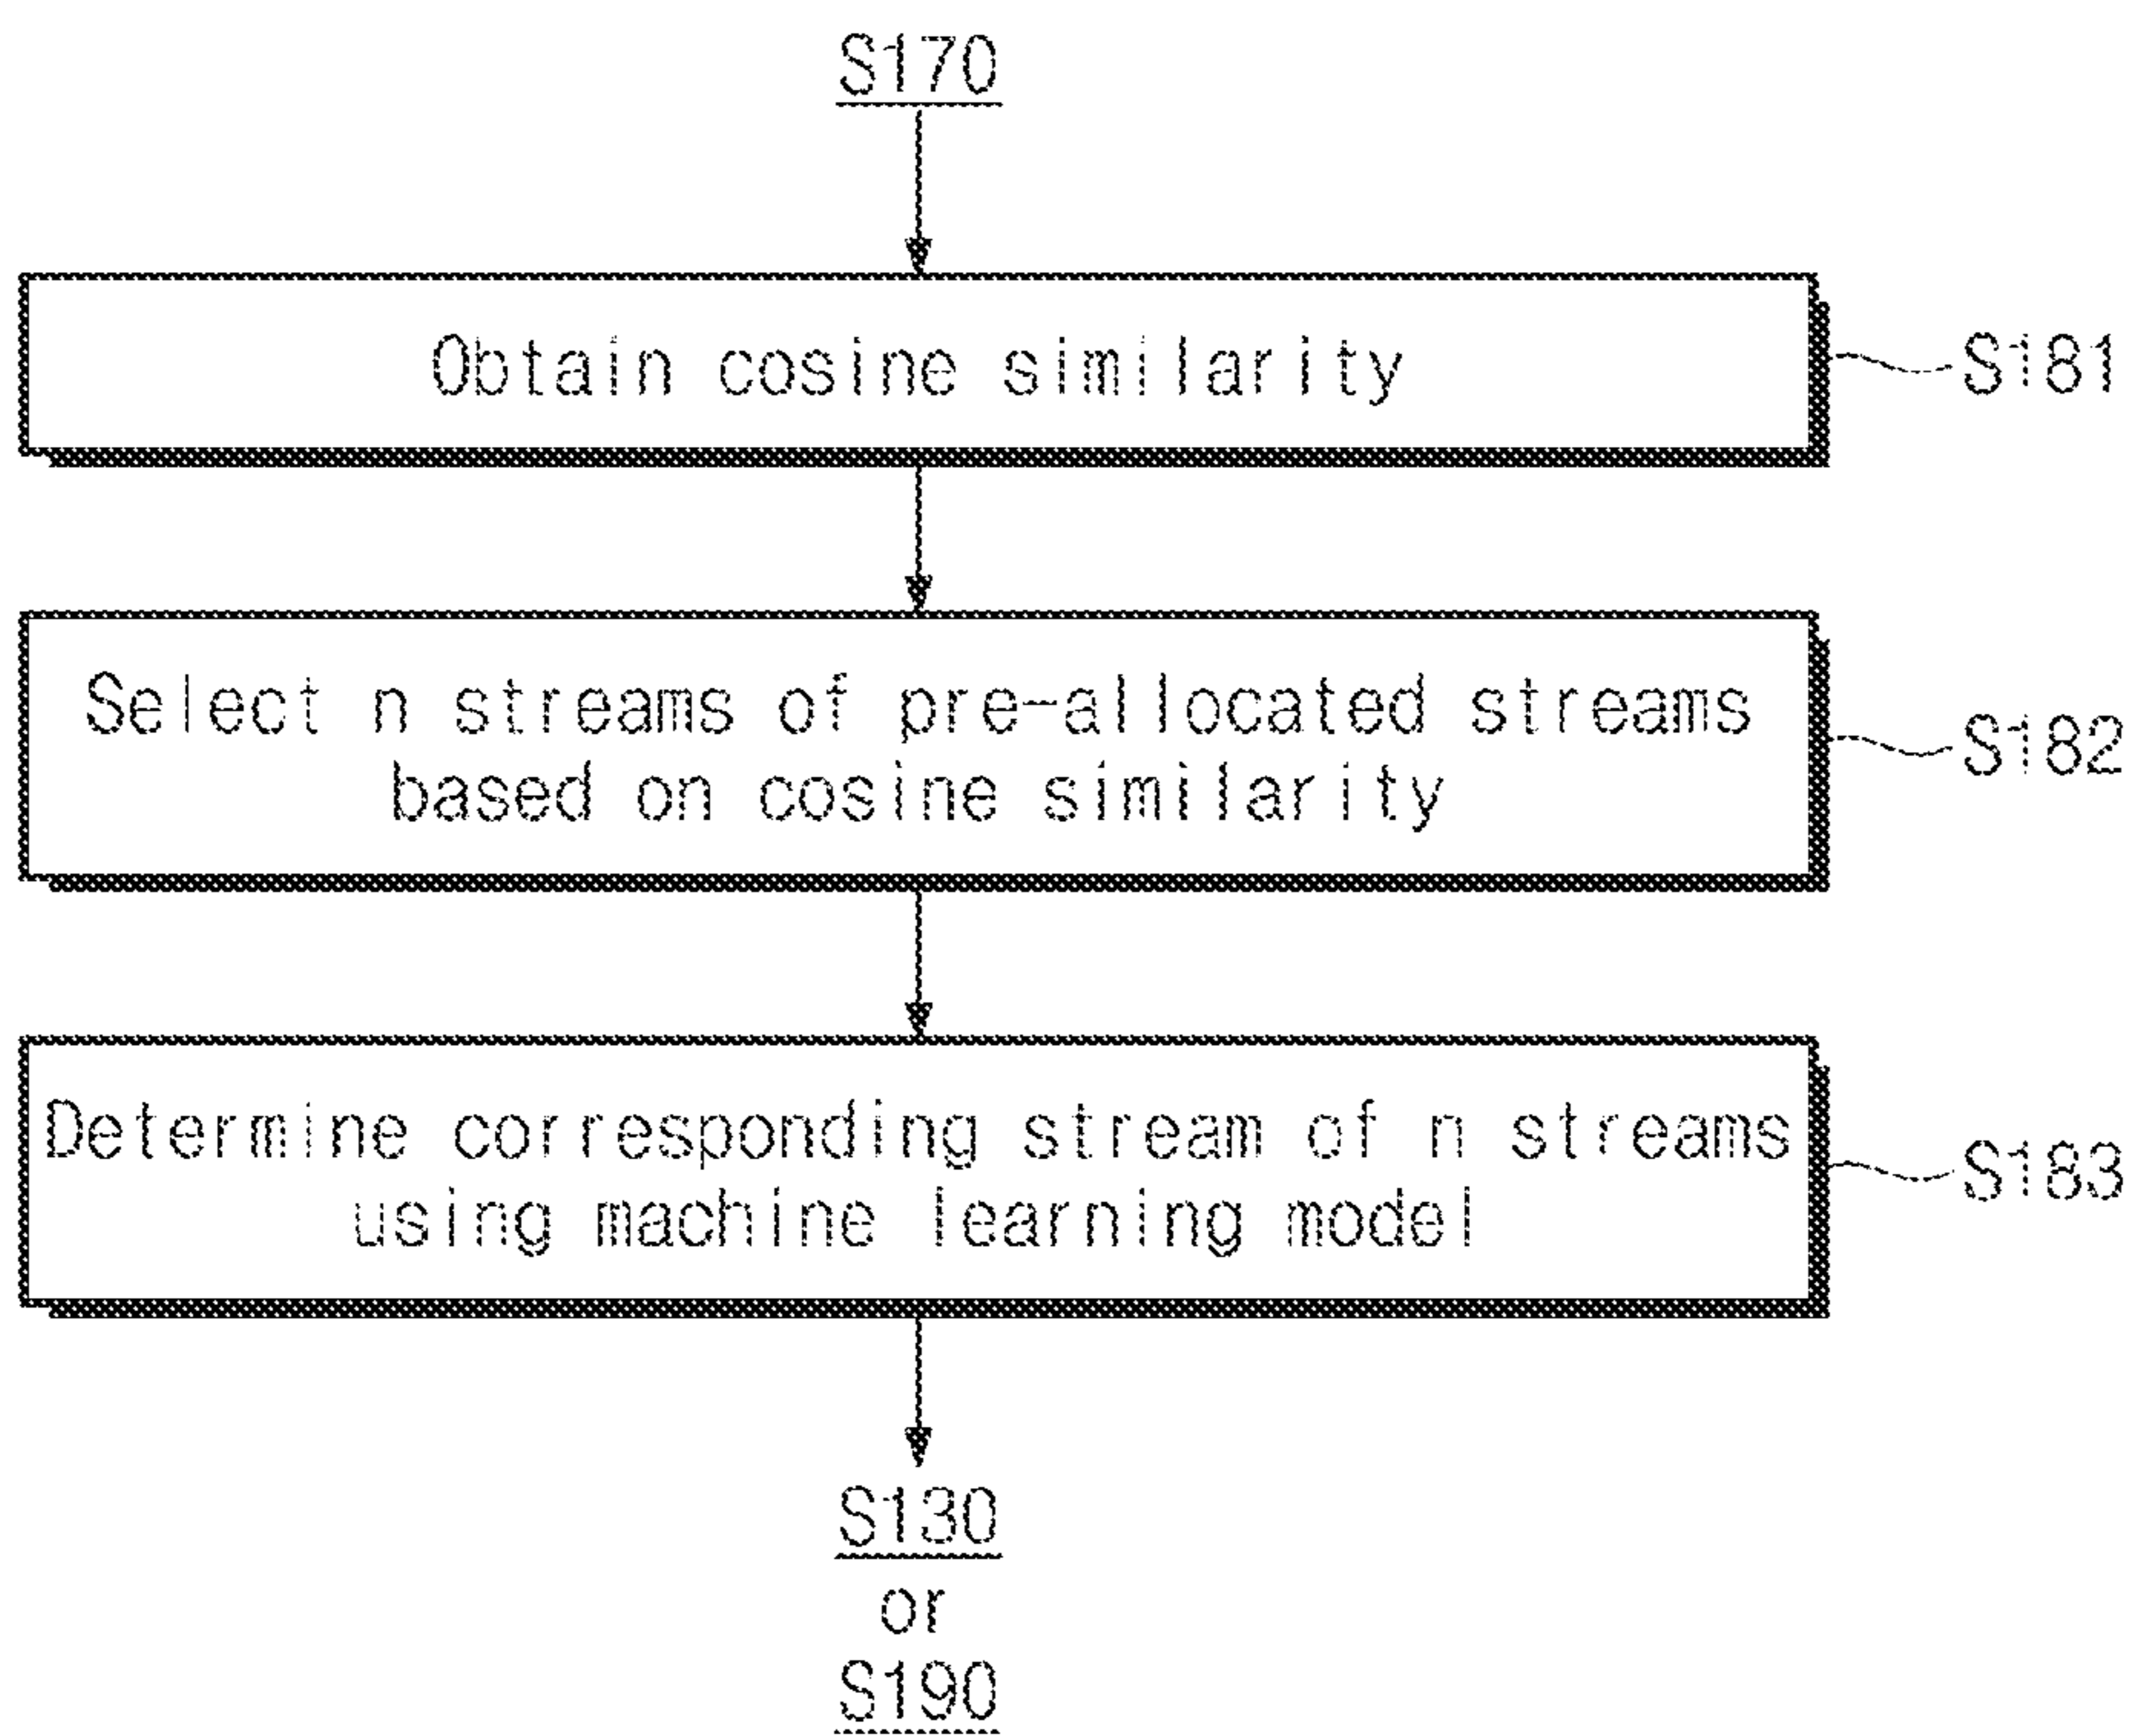 S170
Obtain cosine similarity
S181
Select n streams of pre-allocated streams
based on cosine similarity
S182
Determine corresponding stream of n streams
using machine learning model
S183
S130
or
S190